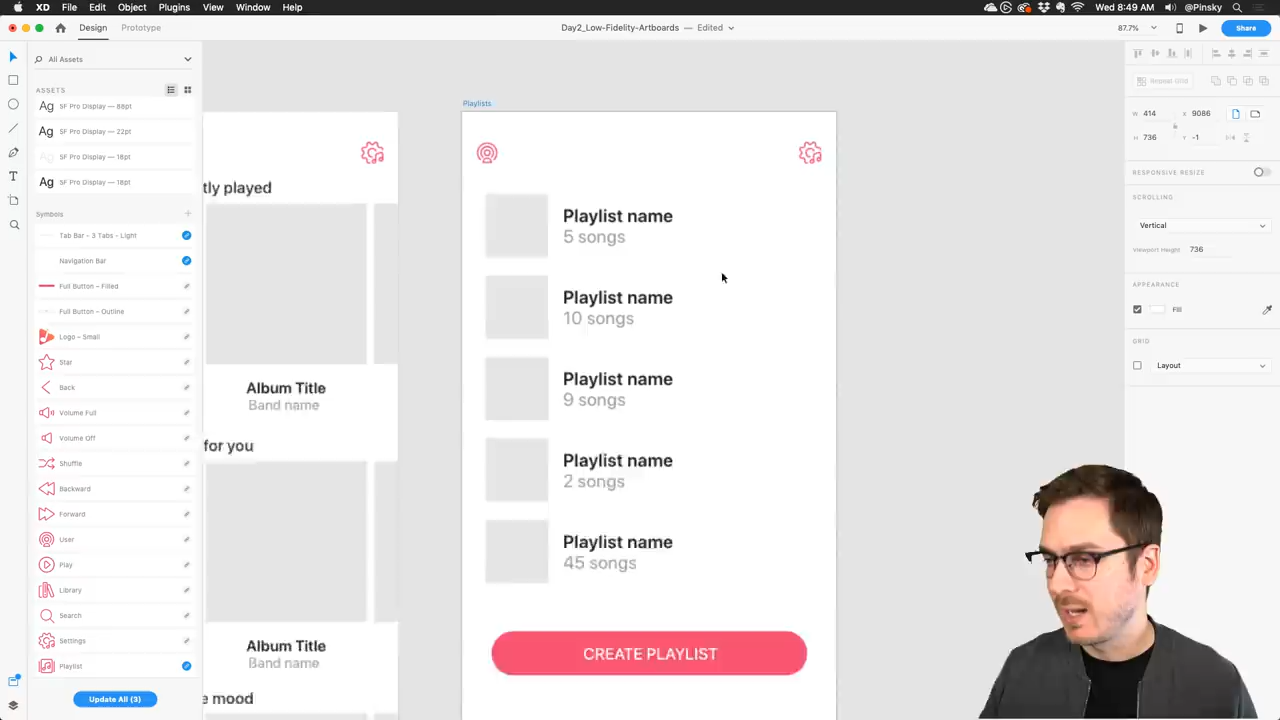 XD File Edit Object Plugins View Window Help
Wed 8:49 AM @Pinsky
Design Prototype
Day2_Low-Fidelity-Artboards — Edited
87.7%
Share
All Assets
ASSETS
Ag SF Pro Display — 88pt
Ag SF Pro Display — 22pt
Ag SF Pro Display — 18pt
Ag SF Pro Display — 18pt
Symbols
Tab Bar - 3 Tabs - Light
Navigation Bar
Full Button – Filled
Full Button – Outline
Logo – Small
Star
Back
Volume Full
Volume Off
Shuffle
Backward
Forward
User
Play
Library
Search
Settings
Playlist
Update All (3)
tly played
Album Title
Band name
for you
Album Title
Band name
e mood
Playlists
Playlist name
5 songs
Playlist name
10 songs
Playlist name
9 songs
Playlist name
2 songs
Playlist name
45 songs
CREATE PLAYLIST
Repeat Grid
W 414 X 9086
H 736 Y -1
RESPONSIVE RESIZE
SCROLLING
Vertical
Viewport Height 736
APPEARANCE
Fill
GRID
Layout